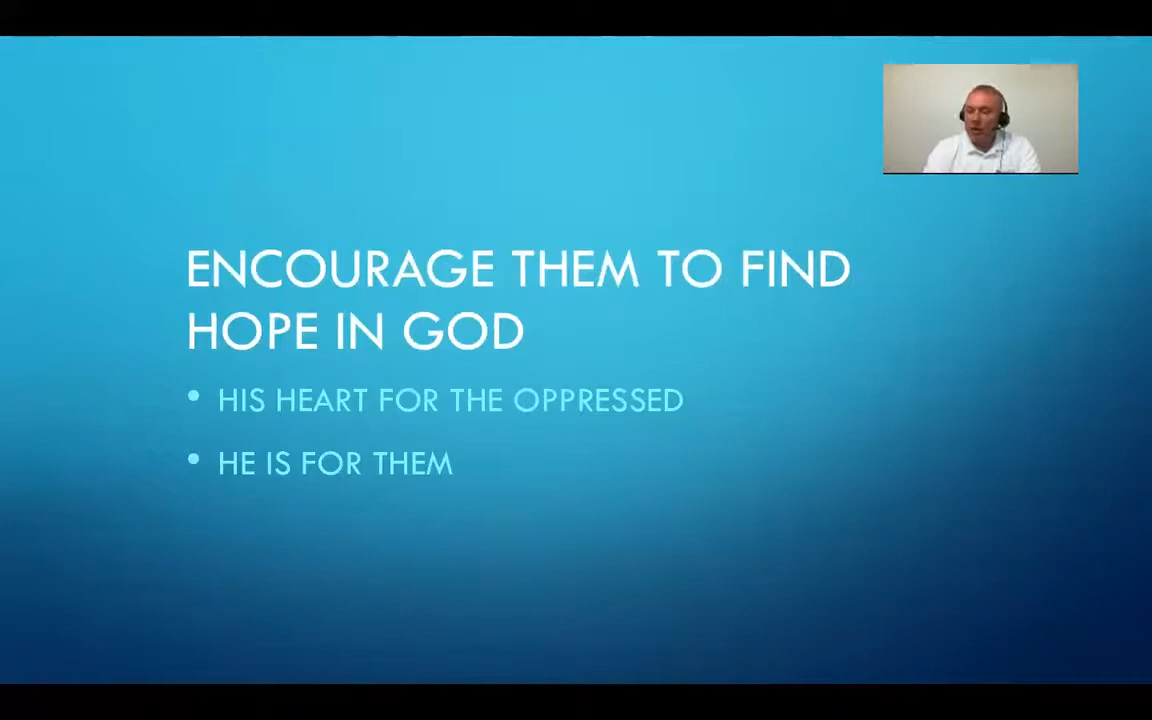 ENCOURAGE THEM TO FIND
HOPE IN GOD
• HIS HEART FOR THE OPPRESSED
• HE IS FOR THEM